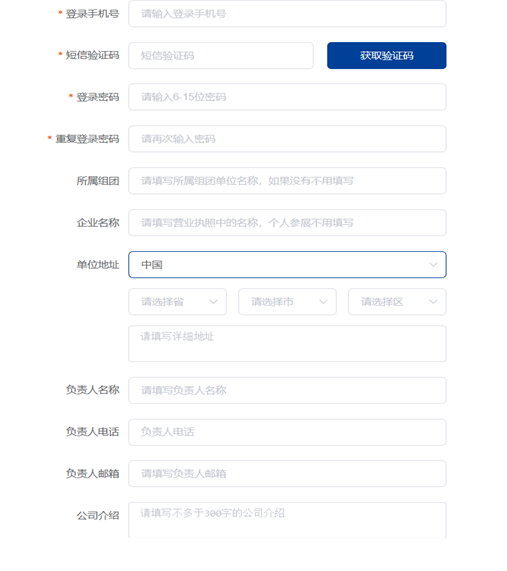 * 登录手机号 请输入登录手机号
* 短信验证码 短信验证码 获取验证码
* 登录密码 请输入6-15位密码
* 重复登录密码 请再次输入密码
所属组团 请填写所属组团单位名称，如果没有不用填写
企业名称 请填写营业执照中的名称，个人参展不用填写
单位地址 中国
请选择省 请选择市 请选择区
请填写详细地址
负责人名称 请填写负责人名称
负责人电话 负责人电话
负责人邮箱 请填写负责人邮箱
公司介绍 请填写不多于300字的公司介绍